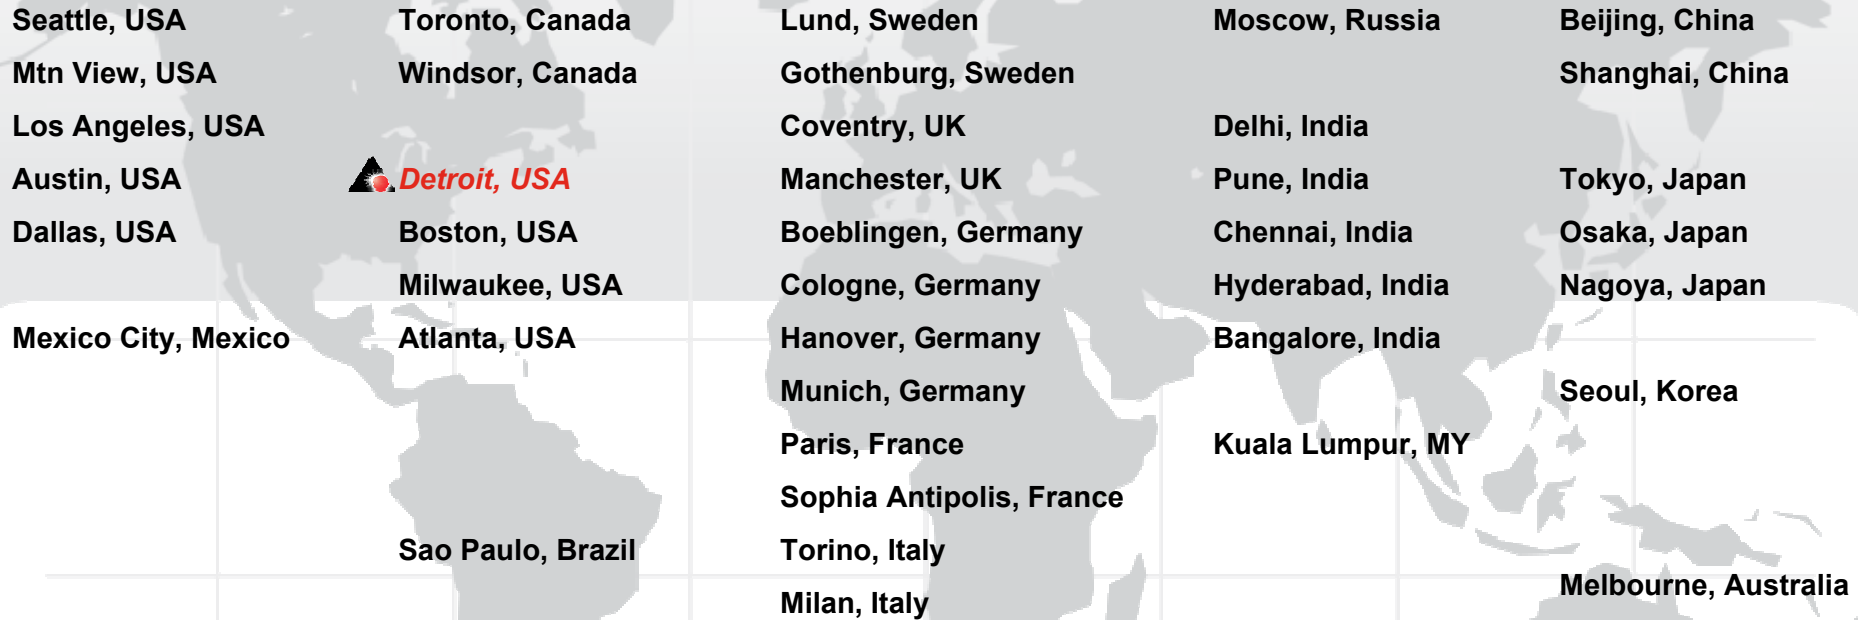 Seattle, USA
Mtn View, USA
Los Angeles, USA
Austin, USA
Dallas, USA
Mexico City, Mexico
Toronto, Canada
Windsor, Canada
Detroit, USA
Boston, USA
Milwaukee, USA
Atlanta, USA
Sao Paulo, Brazil
Lund, Sweden
Gothenburg, Sweden
Coventry, UK
Manchester, UK
Boeblingen, Germany
Cologne, Germany
Hanover, Germany
Munich, Germany
Paris, France
Sophia Antipolis, France
Torino, Italy
Milan, Italy
Moscow, Russia
Delhi, India
Pune, India
Chennai, India
Hyderabad, India
Bangalore, India
Kuala Lumpur, MY
Beijing, China
Shanghai, China
Tokyo, Japan
Osaka, Japan
Nagoya, Japan
Seoul, Korea
Melbourne, Australia